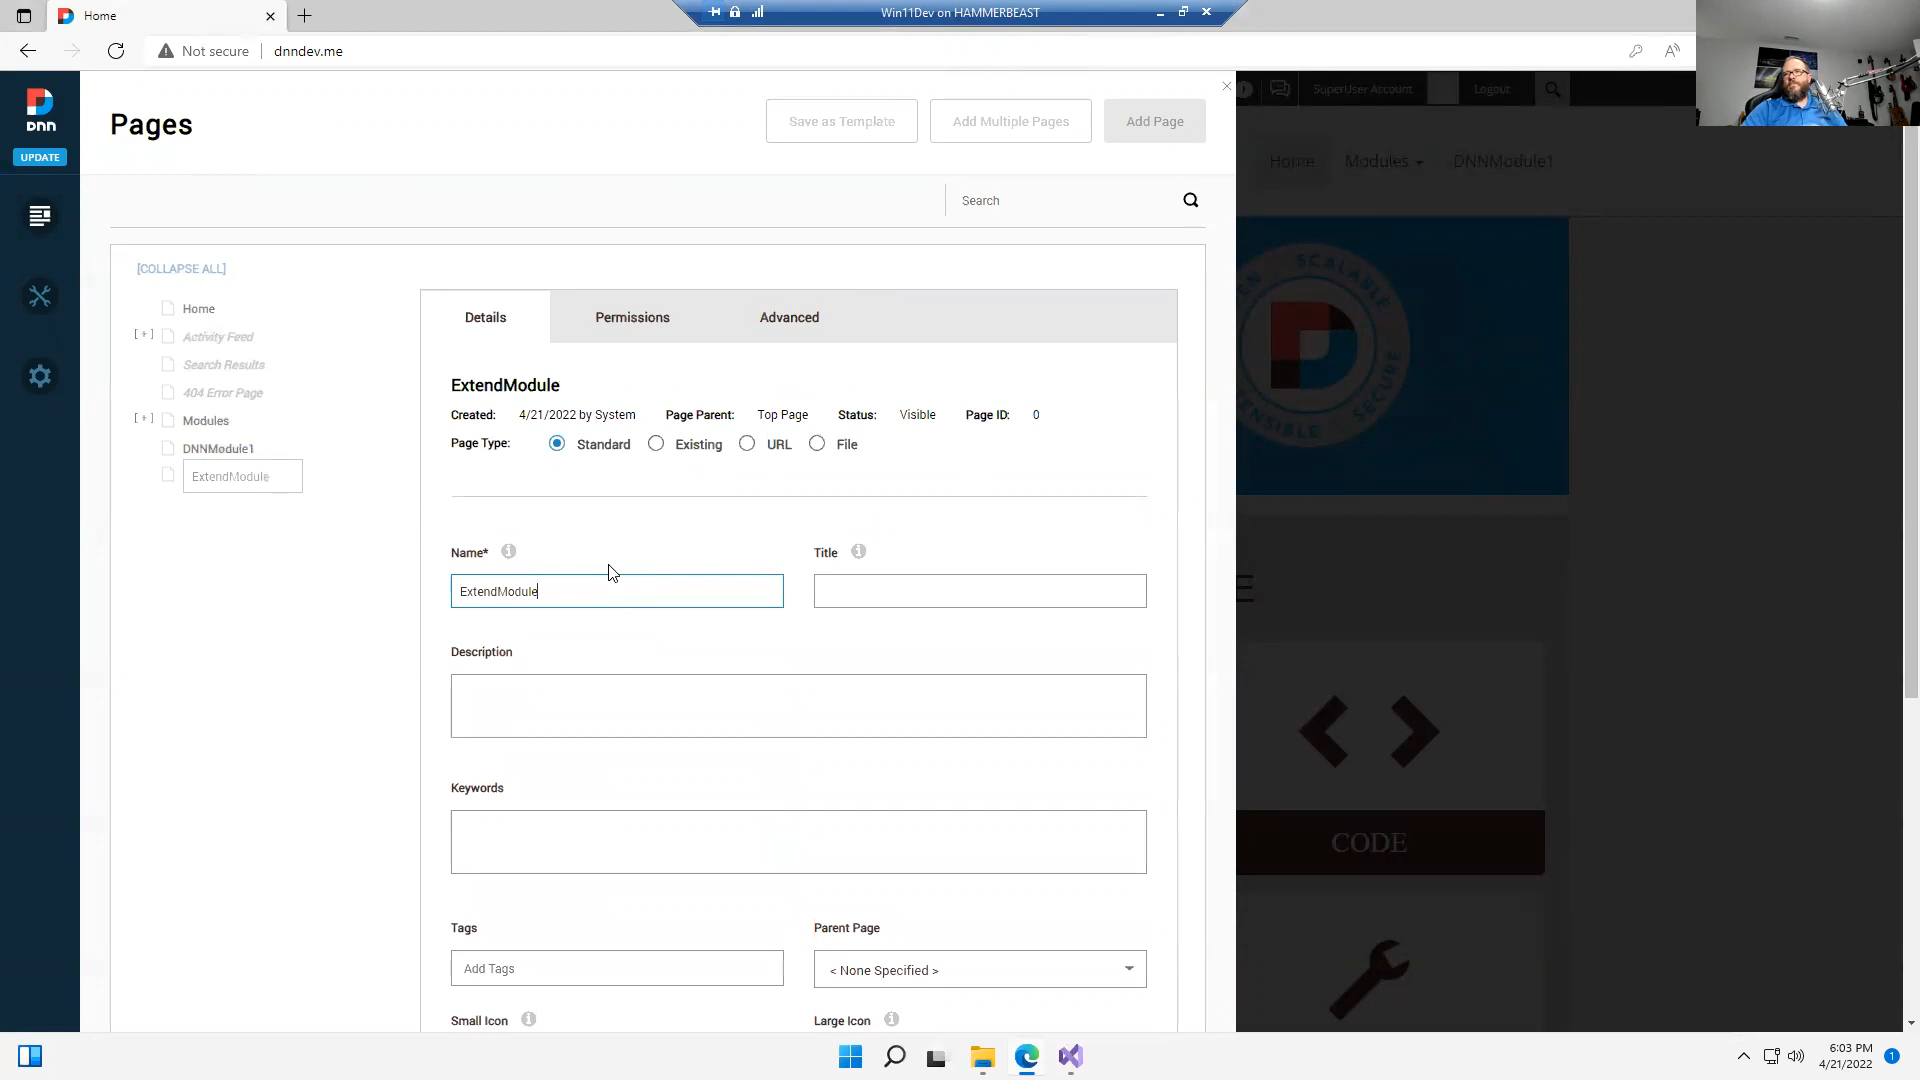 Home
Win11Dev on HAMMERBEAST
Not secure
dnndev.me
DNN
UPDATE
Pages
Save as Template
Add Multiple Pages
Add Page
SuperUser Account
Logout
Search
Home
Modules
DNNModule1
[COLLAPSE ALL]
Home
[+] Activity Feed
Search Results
404 Error Page
[+] Modules
DNNModule1
ExtendModule
Details
Permissions
Advanced
ExtendModule
Created: 4/21/2022 by System Page Parent: Top Page Status: Visible Page ID: 0
Page Type: Standard Existing URL File
Name*
Title
ExtendModule
Description
Keywords
Tags
Parent Page
Add Tags
< None Specified >
Small Icon
Large Icon
SCALABLE
SECURE
CODE
6:03 PM
4/21/2022
1